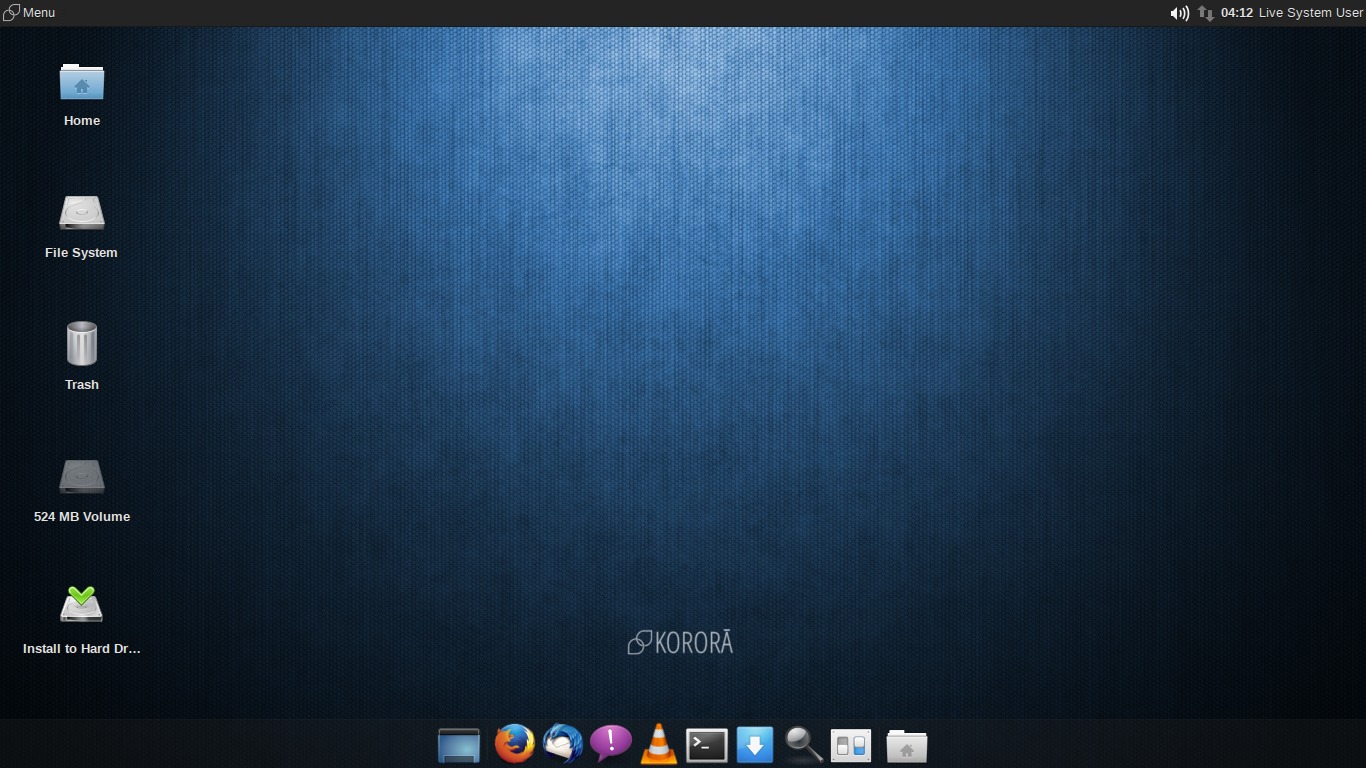 Menu
04:12 Live System User
Home
File System
Trash
524 MB Volume
Install to Hard Dr...
KORORĀ